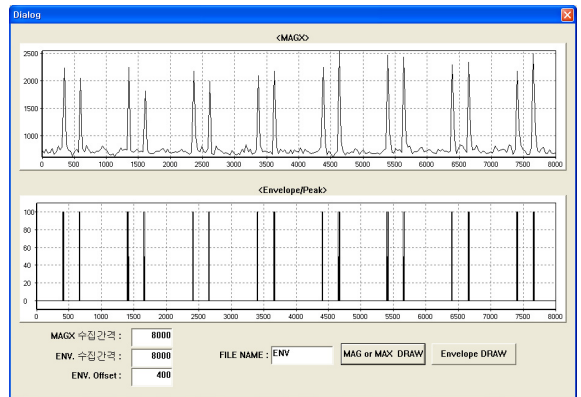 Dialog
<MAGX>
2500
2000
1500
1000
0 500 1000 1500 2000 2500 3000 3500 4000 4500 5000 5500 6000 6500 7000 7500 8000
<Envelope/Peak>
100
80
60
40
20
0
0 500 1000 1500 2000 2500 3000 3500 4000 4500 5000 5500 6000 6500 7000 7500 8000
MAGX 수집간격 : 8000
ENV. 수집간격 : 8000
FILE NAME : ENV MAG or MAX DRAW Envelope DRAW
ENV. Offset : 400